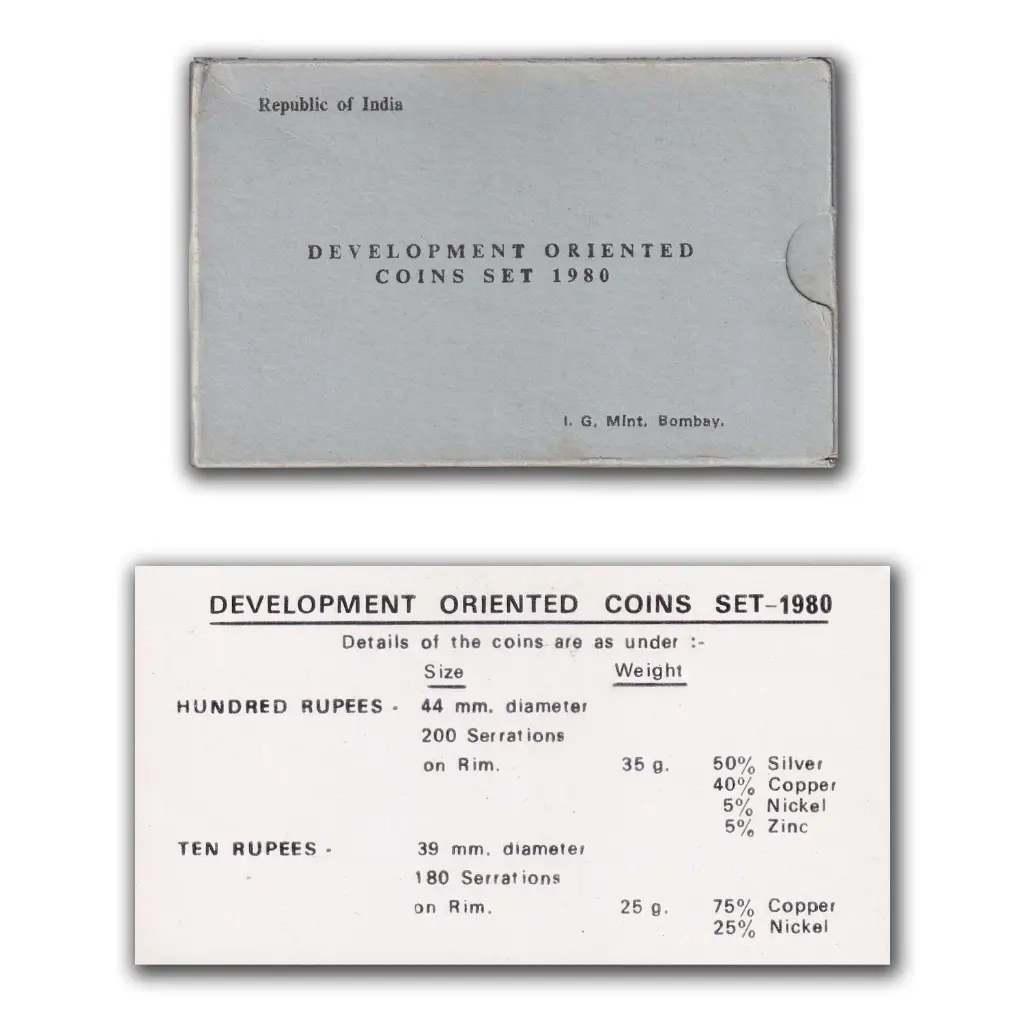 Republic of India
DEVELOPMENT ORIENTED
COINS SET 1980
I. G. Mint, Bombay.
DEVELOPMENT ORIENTED COINS SET-1980
Details of the coins are as under :-
Size Weight
HUNDRED RUPEES - 44 mm. diameter
200 Serrations
on Rim. 35 g. 50% Silver
40% Copper
5% Nickel
5% Zinc
TEN RUPEES - 39 mm. diameter
180 Serrations
on Rim. 25 g. 75% Copper
25% Nickel